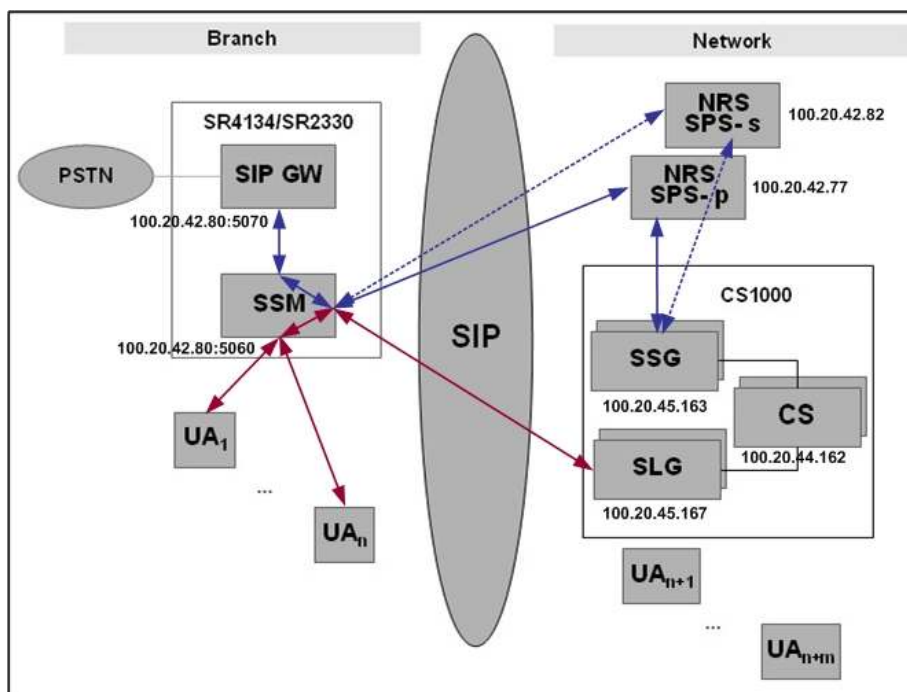 Branch
Network
SR4134/SR2330
SIP GW
PSTN
100.20.42.80:5070
SSM
100.20.42.80:5060
UA1
...
UAn
SIP
NRS
SPS-s
100.20.42.82
NRS
SPS-p
100.20.42.77
CS1000
SSG
100.20.45.163
CS
100.20.44.162
SLG
100.20.45.167
UAn+1
...
UAn+m